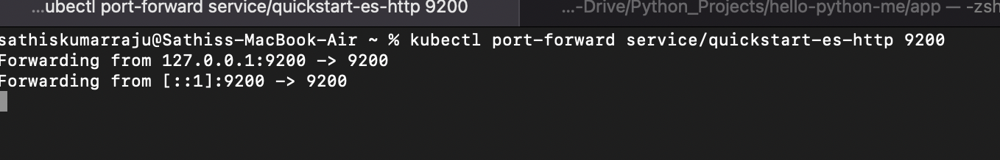 ...ubectl port-forward service/quickstart-es-http 9200
...-Drive/Python_Projects/hello-python-me/app — -zsh
sathiskumarraju@Sathiss-MacBook-Air ~ % kubectl port-forward service/quickstart-es-http 9200
Forwarding from 127.0.0.1:9200 -> 9200
Forwarding from [::1]:9200 -> 9200